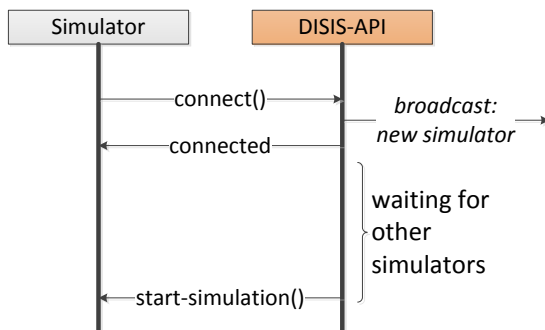 Simulator
DISIS-API
connect()
broadcast:
new simulator
connected
waiting for
other
simulators
start-simulation()